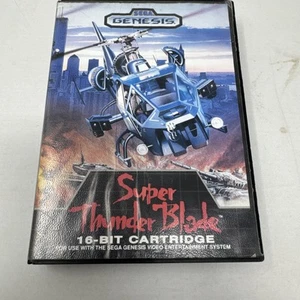 SEGA
GENESIS
Super
Thunder Blade
16-BIT CARTRIDGE
FOR USE WITH THE SEGA GENESIS VIDEO ENTERTAINMENT SYSTEM